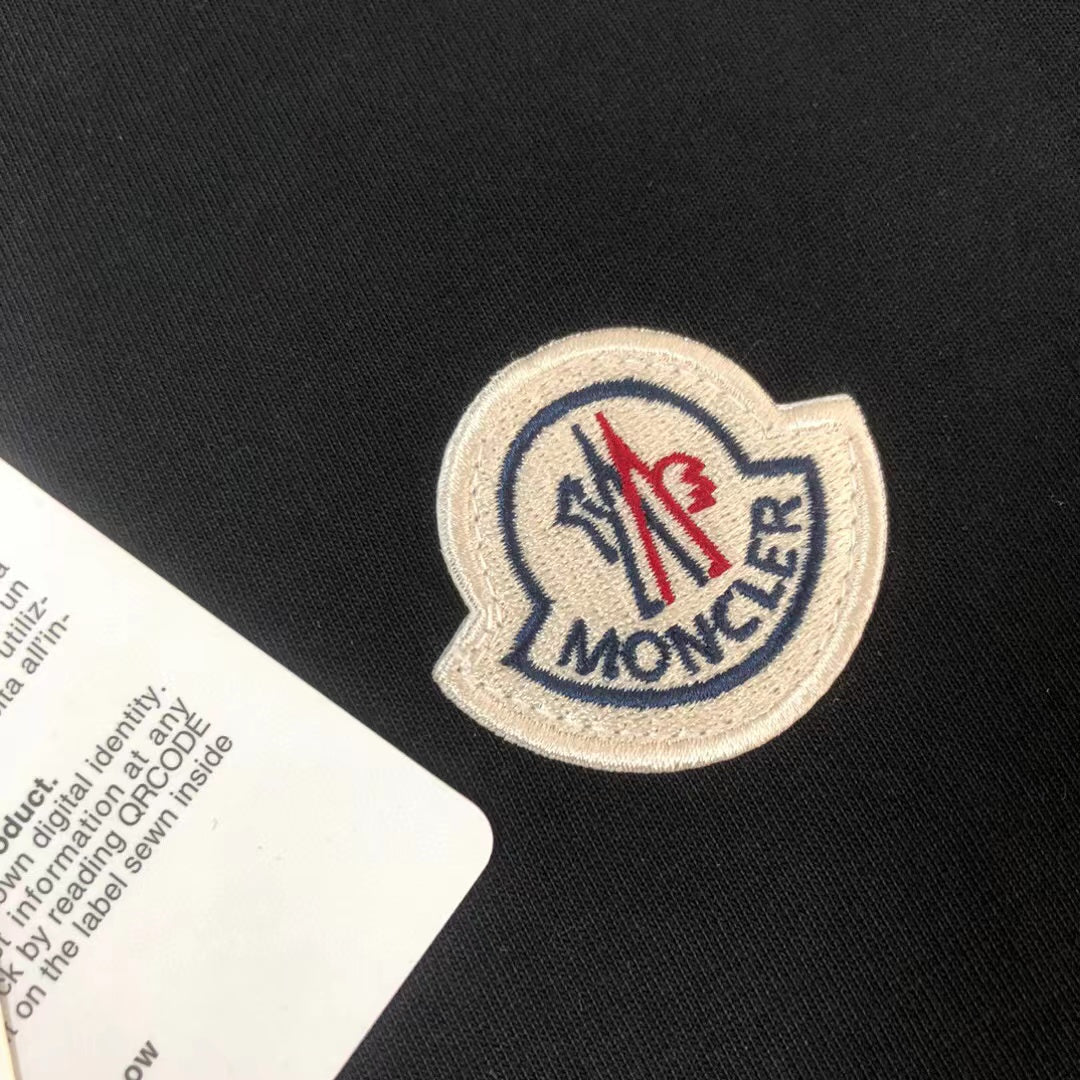 MONCLER
un
utiliz-
all'in-
oduct.
own digital identity.
information at any
ck by reading QRCODE
on the label sewn inside
ow